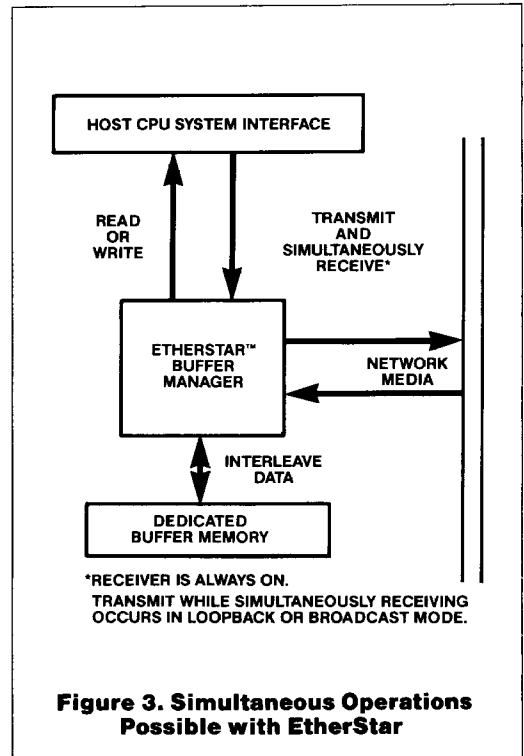 HOST CPU SYSTEM INTERFACE
READ
OR
WRITE
TRANSMIT
AND
SIMULTANEOUSLY
RECEIVE*
ETHERSTAR™
BUFFER
MANAGER
NETWORK
MEDIA
INTERLEAVE
DATA
DEDICATED
BUFFER MEMORY
*RECEIVER IS ALWAYS ON.
TRANSMIT WHILE SIMULTANEOUSLY RECEIVING
OCCURS IN LOOPBACK OR BROADCAST MODE.
Figure 3. Simultaneous Operations
Possible with EtherStar